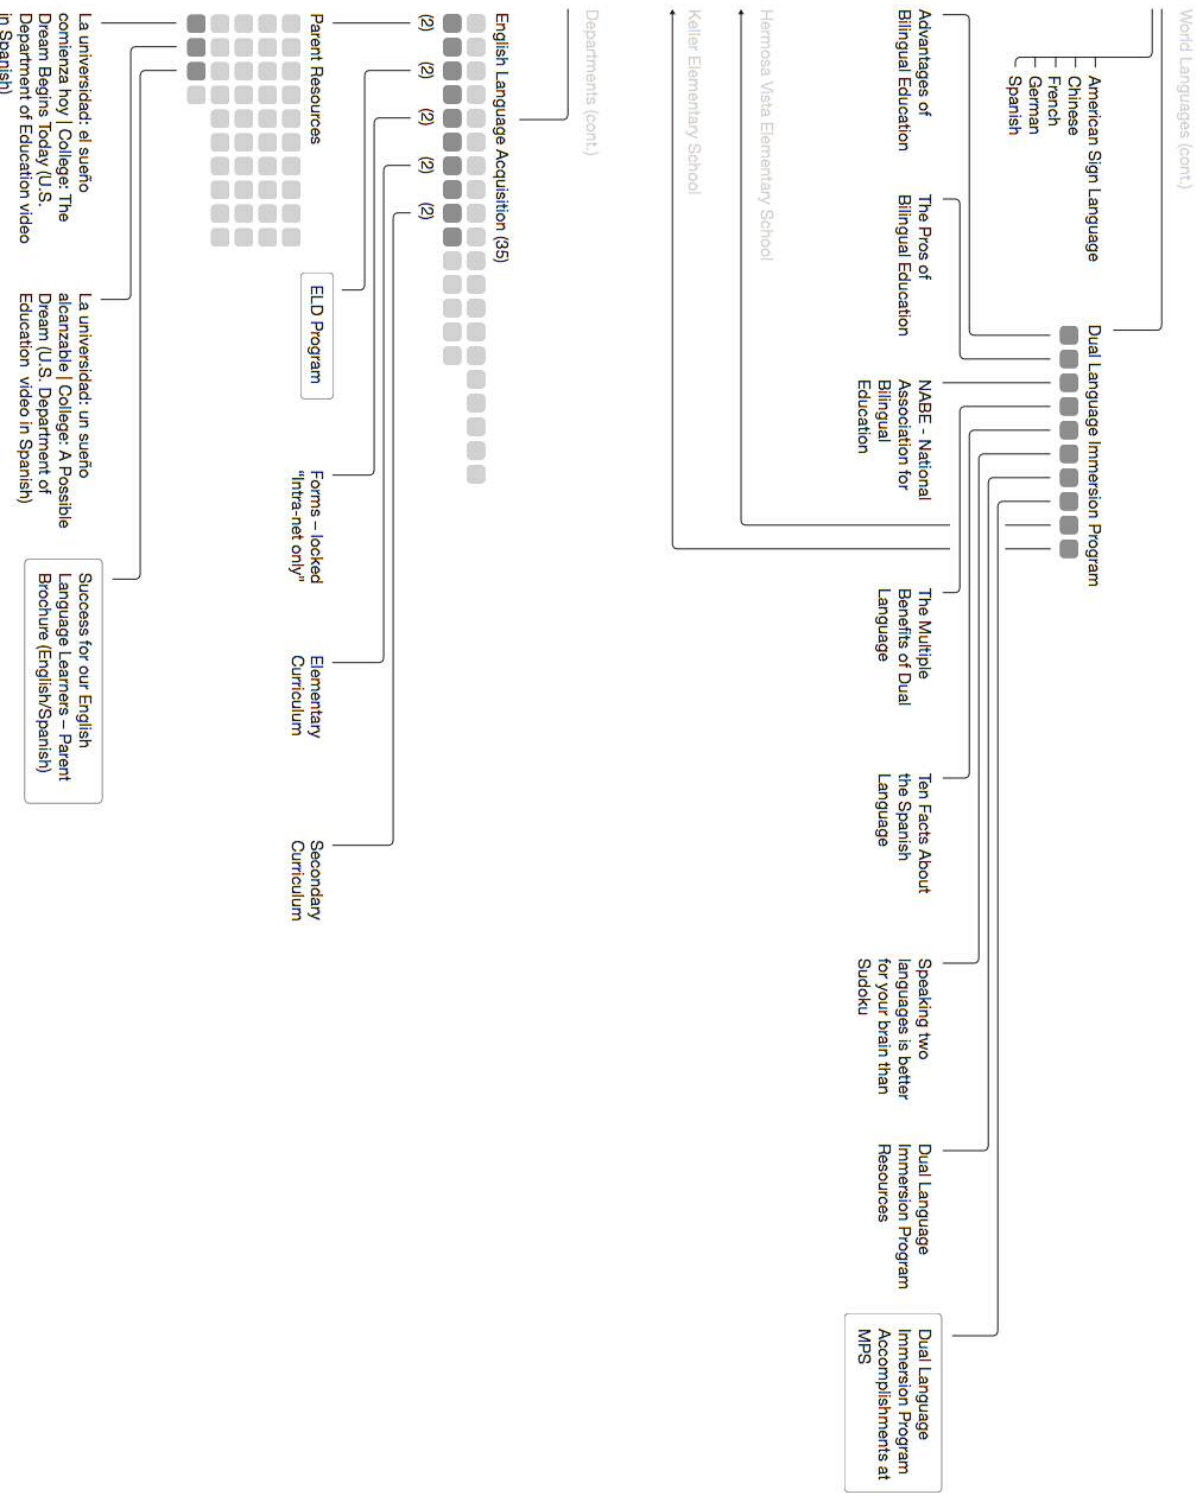 World Languages (cont.)
American Sign Language
Chinese
French
German
Spanish
Dual Language Immersion Program
Advantages of
Bilingual Education
The Pros of
Bilingual Education
NABE - National
Association for
Bilingual
Education
The Multiple
Benefits of Dual
Language
Ten Facts About
the Spanish
Language
Speaking two
languages is better
for your brain than
Sudoku
Dual Language
Immersion Program
Resources
Dual Language
Immersion Program
Accomplishments at
MPS
Hermosa Vista Elementary School
Keller Elementary School
Departments (cont.)
English Language Acquisition (35)
(2)
(2)
(2)
(2)
(2)
Parent Resources
ELD Program
Forms – locked
“Intra-net only”
Elementary
Curriculum
Secondary
Curriculum
La universidad: el sueño
comienza hoy | College: The
Dream Begins Today (U.S.
Department of Education video
in Spanish)
La universidad: un sueño
alcanzable | College: A Possible
Dream (U.S. Department of
Education video in Spanish)
Success for our English
Language Learners – Parent
Brochure (English/Spanish)